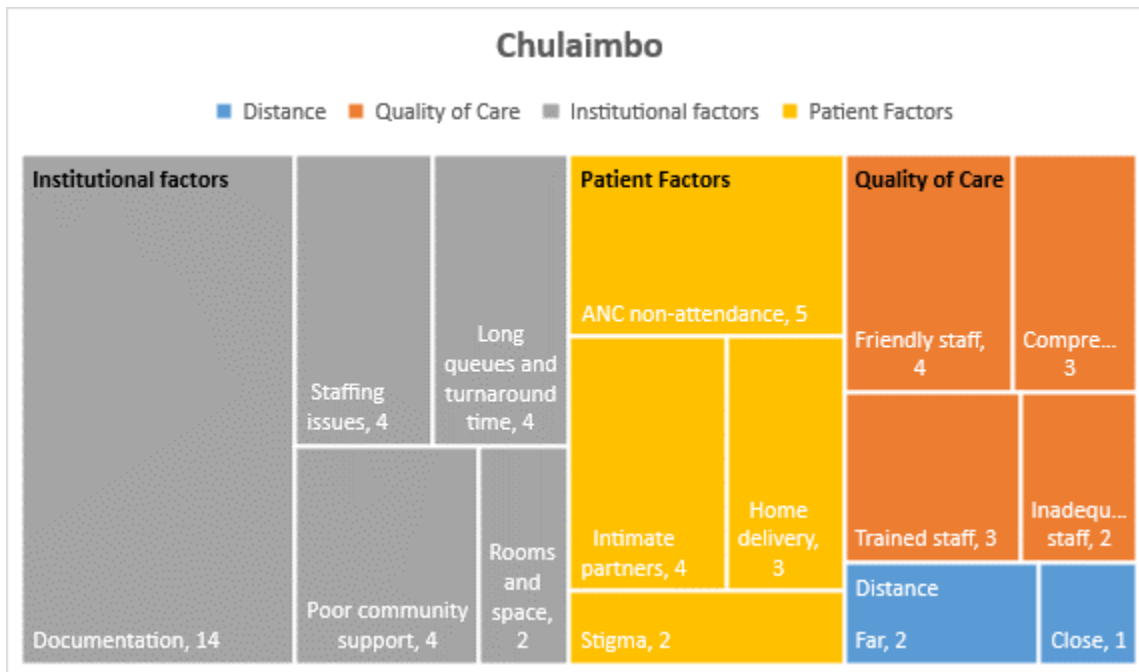 Chulaimbo
Distance
Quality of Care
Institutional factors
Patient Factors
Institutional factors
Documentation, 14
Staffing
issues, 4
Long
queues and
turnaround
time, 4
Poor community
support, 4
Rooms
and
space,
2
Patient Factors
ANC non-attendance, 5
Intimate
partners, 4
Home
delivery,
3
Stigma, 2
Quality of Care
Friendly staff,
4
Compre...
3
Trained staff, 3
Inadequ...
staff, 2
Distance
Far, 2
Close, 1